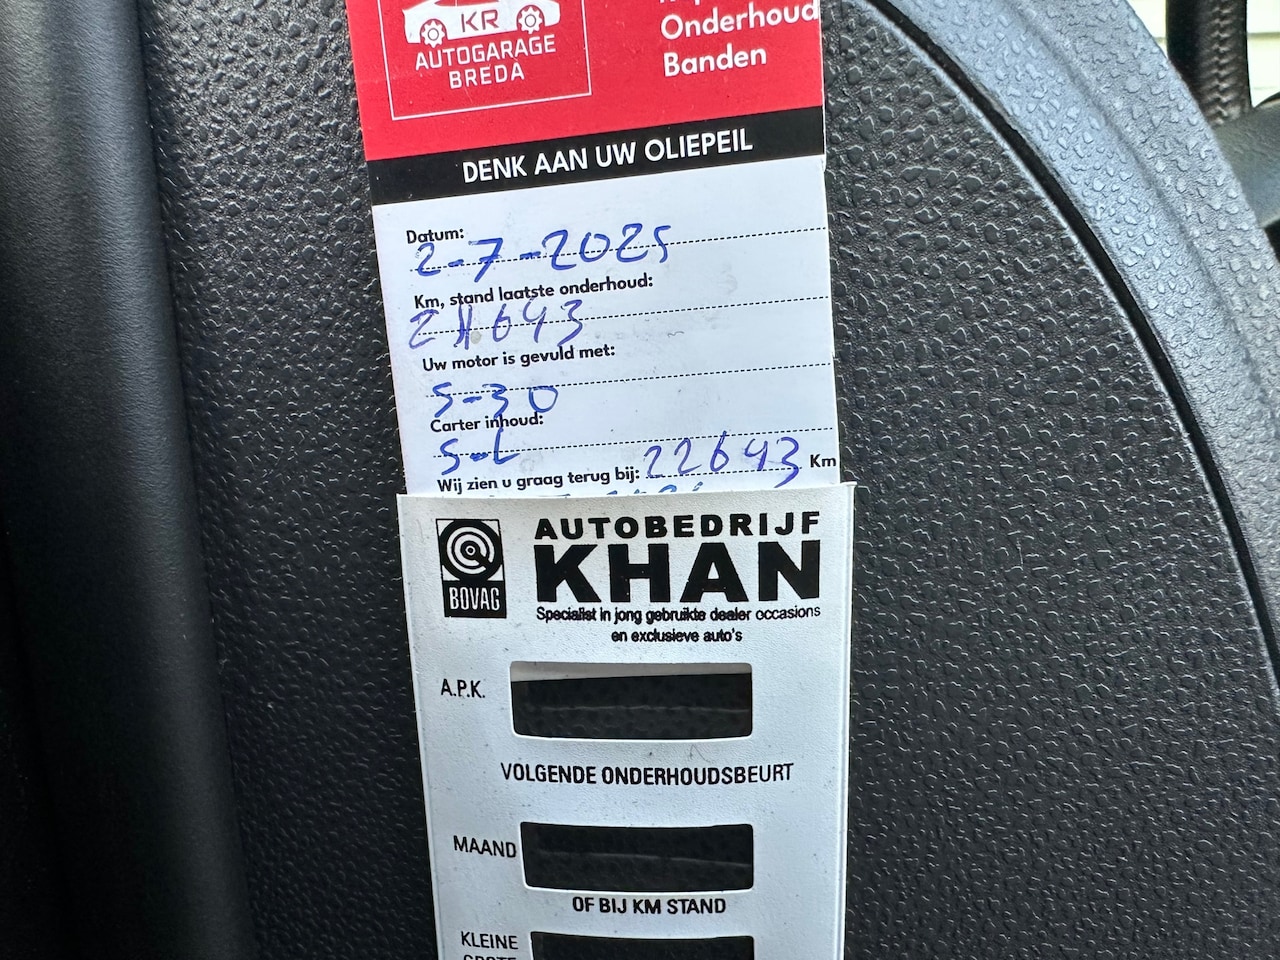 KR
AUTOGARAGE
BREDA
Onderhoud
Banden
DENK AAN UW OLIEPEIL
Datum:
2-7-2025
Km, stand laatste onderhoud:
211643
Uw motor is gevuld met:
5-30
Carter inhoud:
5-L
Wij zien u graag terug bij: 22643 Km
AUTOBEDRIJF
KHAN
BOVAG
Specialist in jong gebruikte dealer occasions
en exclusieve auto's
A.P.K.
VOLGENDE ONDERHOUDSBEURT
MAAND
OF BIJ KM STAND
KLEINE